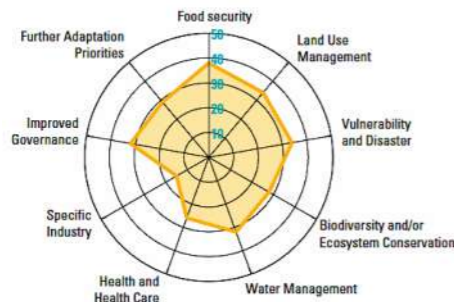 Food security
50
40
30
20
10
Land Use
Management
Vulnerability
and Disaster
Biodiversity and/or
Ecosystem Conservation
Water Management
Health and
Health Care
Specific
Industry
Improved
Governance
Further Adaptation
Priorities